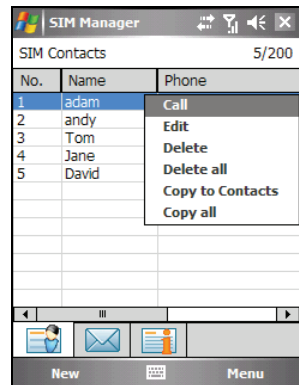 SIM Manager
SIM Contacts 5/200
No. Name Phone
1 adam
2 andy
3 Tom
4 Jane
5 David
Call
Edit
Delete
Delete all
Copy to Contacts
Copy all
New Menu